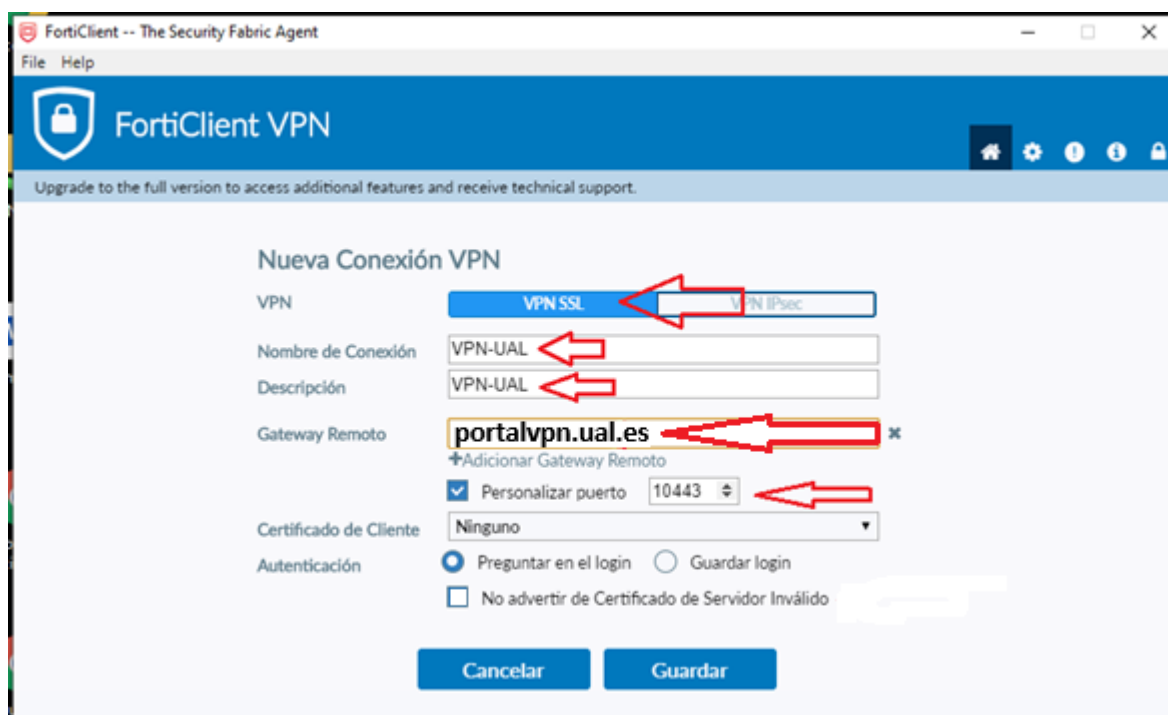 FortiClient -- The Security Fabric Agent
File Help
FortiClient VPN
Upgrade to the full version to access additional features and receive technical support.
Nueva Conexión VPN
VPN VPN SSL VPN IPsec
Nombre de Conexión VPN-UAL
Descripción VPN-UAL
Gateway Remoto portalvpn.ual.es
+Adicionar Gateway Remoto
Personalizar puerto 10443
Certificado de Cliente Ninguno
Autenticación Preguntar en el login Guardar login
No advertir de Certificado de Servidor Inválido
Cancelar Guardar